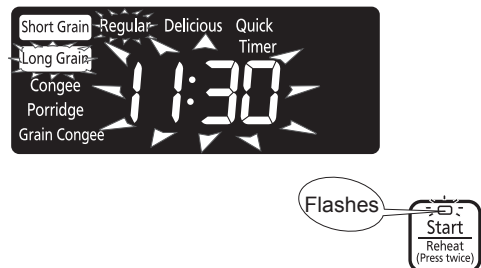 Short Grain Regular Delicious Quick
Long Grain Timer
Congee
Porridge
Grain Congee
11:30
Flashes
Start
Reheat
(Press twice)